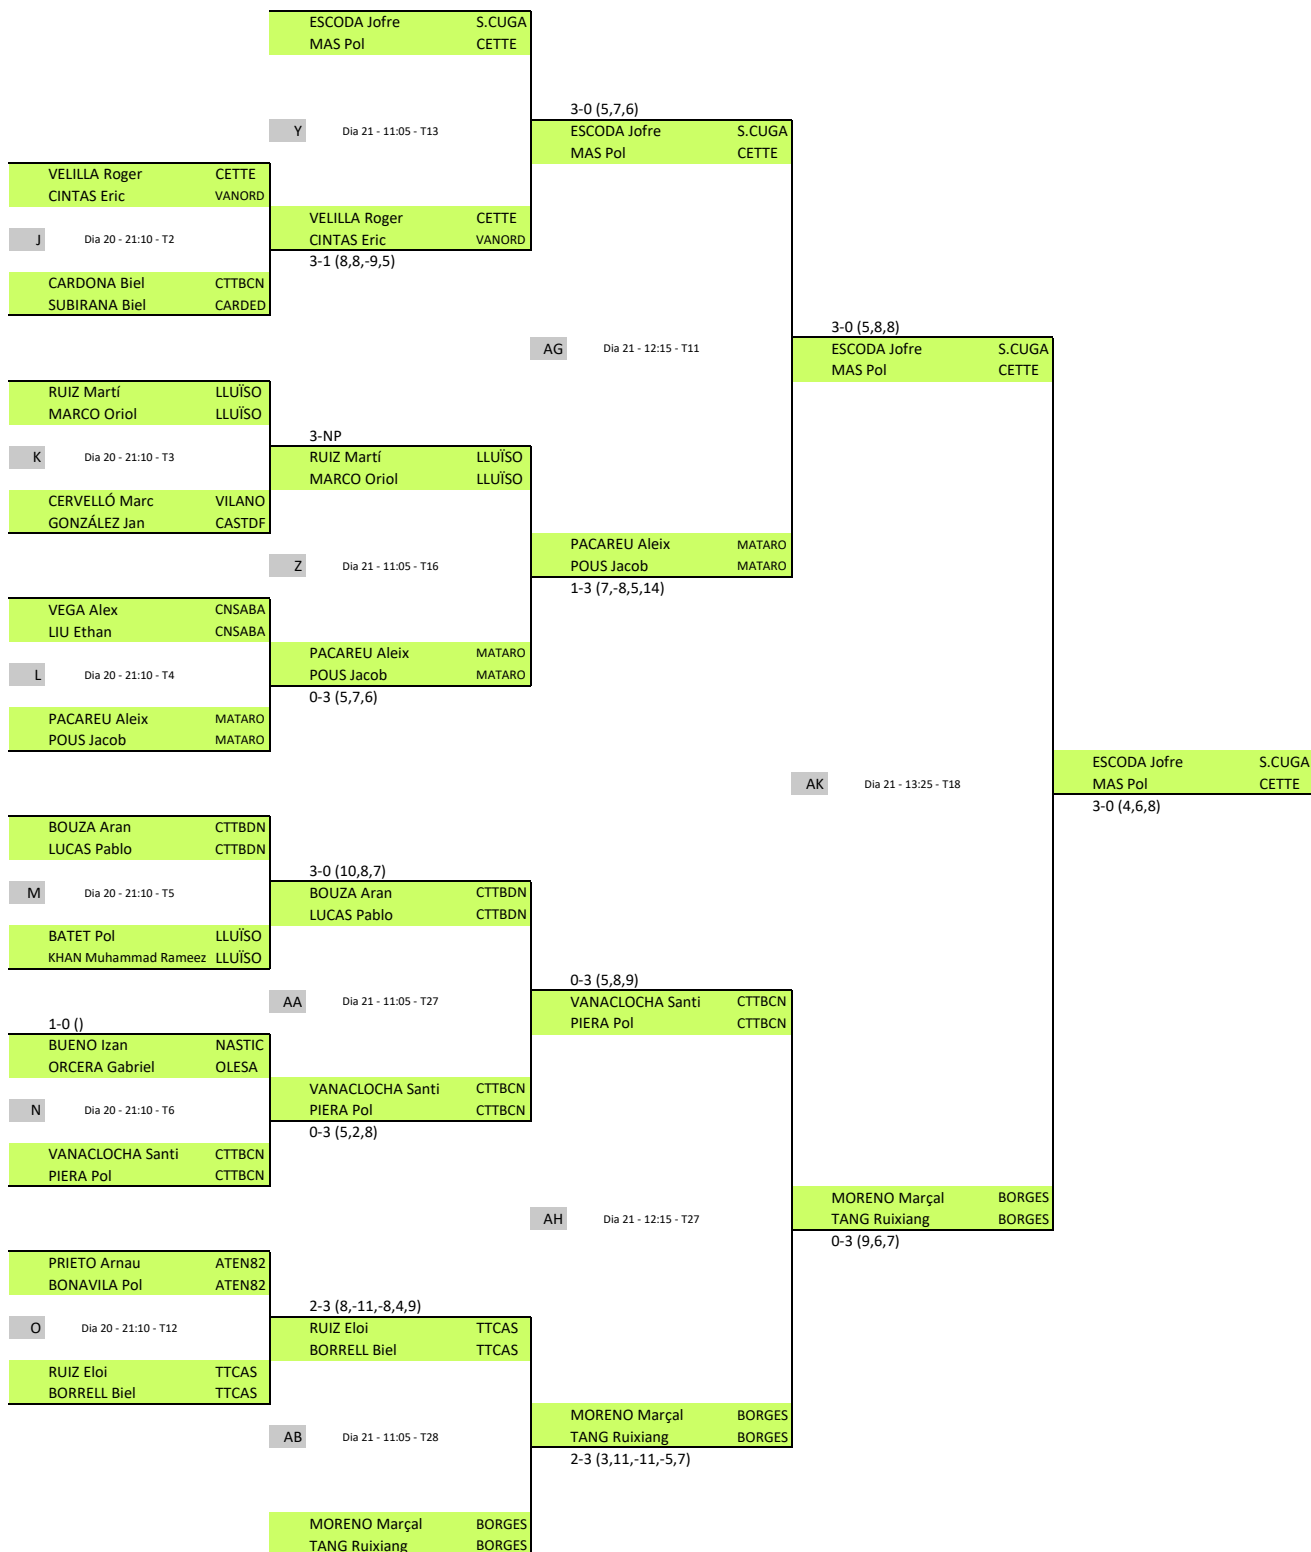 ESCODA Jofre S.CUGA
MAS Pol CETTE
3-0 (5,7,6)
Y Dia 21 - 11:05 - T13
ESCODA Jofre S.CUGA
MAS Pol CETTE
VELILLA Roger CETTE
CINTAS Eric VANORD
VELILLA Roger CETTE
J Dia 20 - 21:10 - T2
CINTAS Eric VANORD
3-1 (8,8,-9,5)
CARDONA Biel CTTBCN
SUBIRANA Biel CARDED
3-0 (5,8,8)
AG Dia 21 - 12:15 - T11
ESCODA Jofre S.CUGA
MAS Pol CETTE
RUIZ Martí LLUÏSO
MARCO Oriol LLUÏSO
3-NP
K Dia 20 - 21:10 - T3
RUIZ Martí LLUÏSO
MARCO Oriol LLUÏSO
CERVELLÓ Marc VILANO
GONZÁLEZ Jan CASTDF
PACAREU Aleix MATARO
Z Dia 21 - 11:05 - T16
POUS Jacob MATARO
1-3 (7,-8,5,14)
VEGA Alex CNSABA
LIU Ethan CNSABA
PACAREU Aleix MATARO
L Dia 20 - 21:10 - T4
POUS Jacob MATARO
0-3 (5,7,6)
PACAREU Aleix MATARO
POUS Jacob MATARO
ESCODA Jofre S.CUGA
AK Dia 21 - 13:25 - T18
MAS Pol CETTE
3-0 (4,6,8)
BOUZA Aran CTTBDN
LUCAS Pablo CTTBDN
3-0 (10,8,7)
M Dia 20 - 21:10 - T5
BOUZA Aran CTTBDN
LUCAS Pablo CTTBDN
BATET Pol LLUÏSO
KHAN Muhammad Rameez LLUÏSO
0-3 (5,8,9)
AA Dia 21 - 11:05 - T27
VANACLOCHA Santi CTTBCN
PIERA Pol CTTBCN
1-0 ()
BUENO Izan NASTIC
ORCERA Gabriel OLESA
VANACLOCHA Santi CTTBCN
N Dia 20 - 21:10 - T6
PIERA Pol CTTBCN
0-3 (5,2,8)
VANACLOCHA Santi CTTBCN
PIERA Pol CTTBCN
MORENO Marçal BORGES
AH Dia 21 - 12:15 - T27
TANG Ruixiang BORGES
0-3 (9,6,7)
PRIETO Arnau ATEN82
BONAVILA Pol ATEN82
2-3 (8,-11,-8,4,9)
O Dia 20 - 21:10 - T12
RUIZ Eloi TTCAS
BORRELL Biel TTCAS
RUIZ Eloi TTCAS
BORRELL Biel TTCAS
MORENO Marçal BORGES
AB Dia 21 - 11:05 - T28
TANG Ruixiang BORGES
2-3 (3,11,-11,-5,7)
MORENO Marçal BORGES
TANG Ruixiang BORGES